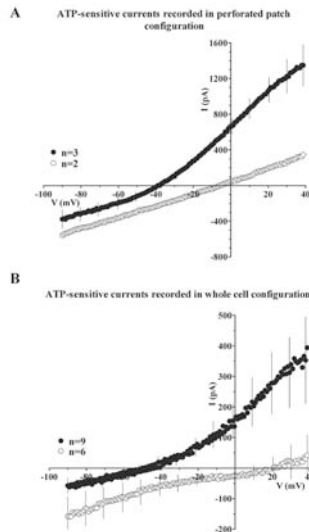 A
ATP-sensitive currents recorded in perforated patch
configuration
1600
1200
800
400
I (pA)
n=3
n=2
-100 -80 -60 -40 -20 20 40
V (mV)
-400
-800
B
ATP-sensitive currents recorded in whole cell configuration
500
400
300
200
100
I (pA)
n=9
n=6
-100 -80 -60 -40 -20 20 40
V (mV)
-100
-200